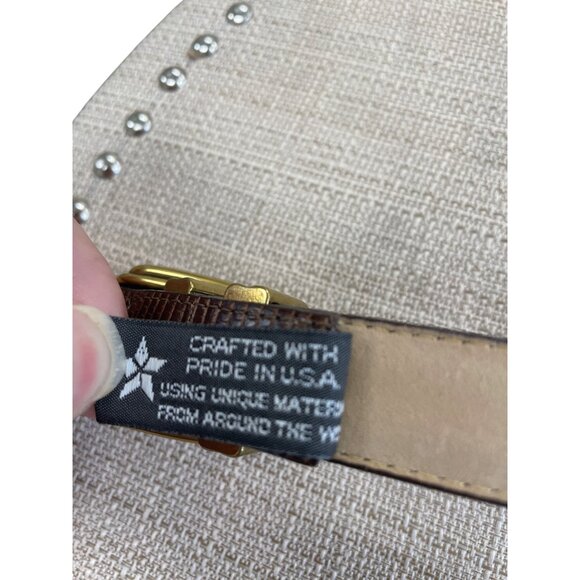 CRAFTED WITH
PRIDE IN U.S.A.
USING UNIQUE MATER
FROM AROUND THE